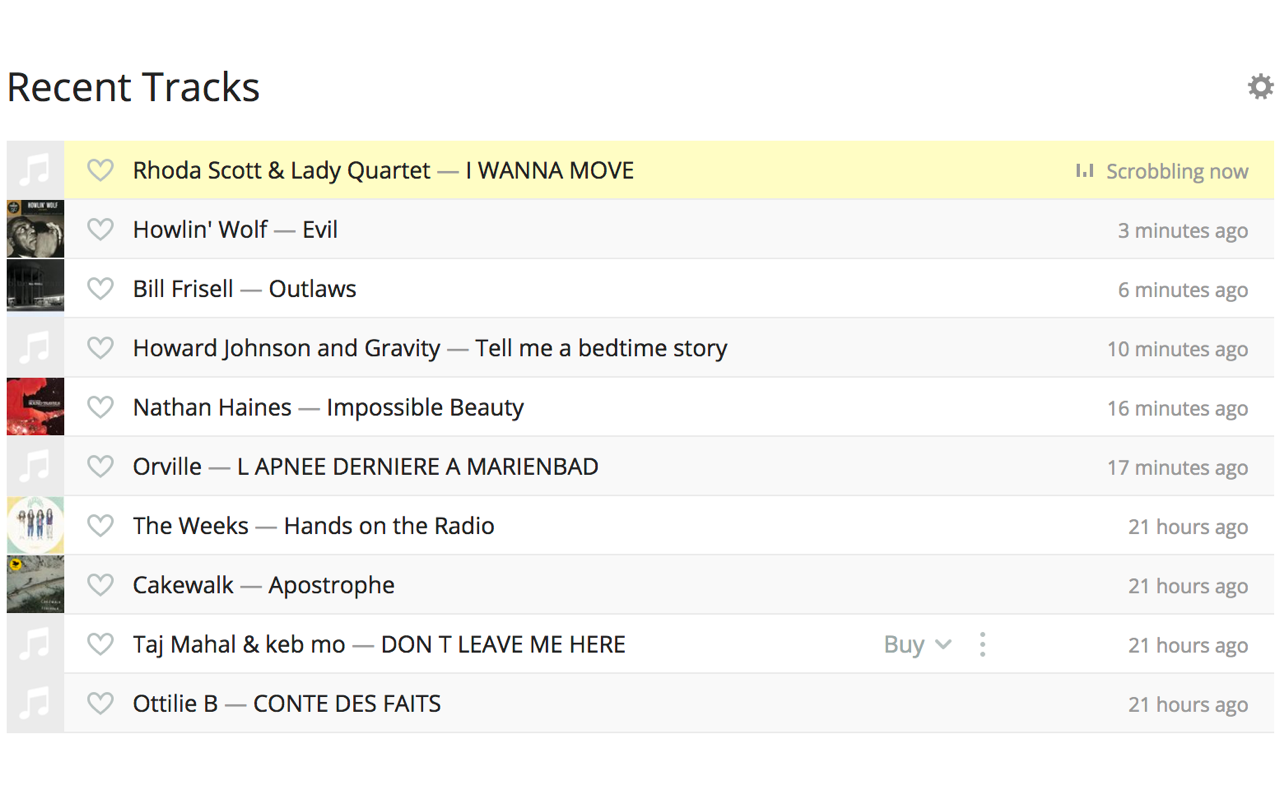 Recent Tracks
Rhoda Scott & Lady Quartet — I WANNA MOVE Scrobbling now
HOWLIN' WOLF
Howlin' Wolf — Evil 3 minutes ago
Bill Frisell — Outlaws 6 minutes ago
Howard Johnson and Gravity — Tell me a bedtime story 10 minutes ago
Nathan Haines — Impossible Beauty 16 minutes ago
Orville — L APNEE DERNIERE A MARIENBAD 17 minutes ago
The Weeks — Hands on the Radio 21 hours ago
Cakewalk — Apostrophe 21 hours ago
Taj Mahal & keb mo — DON T LEAVE ME HERE Buy 21 hours ago
Ottilie B — CONTE DES FAITS 21 hours ago